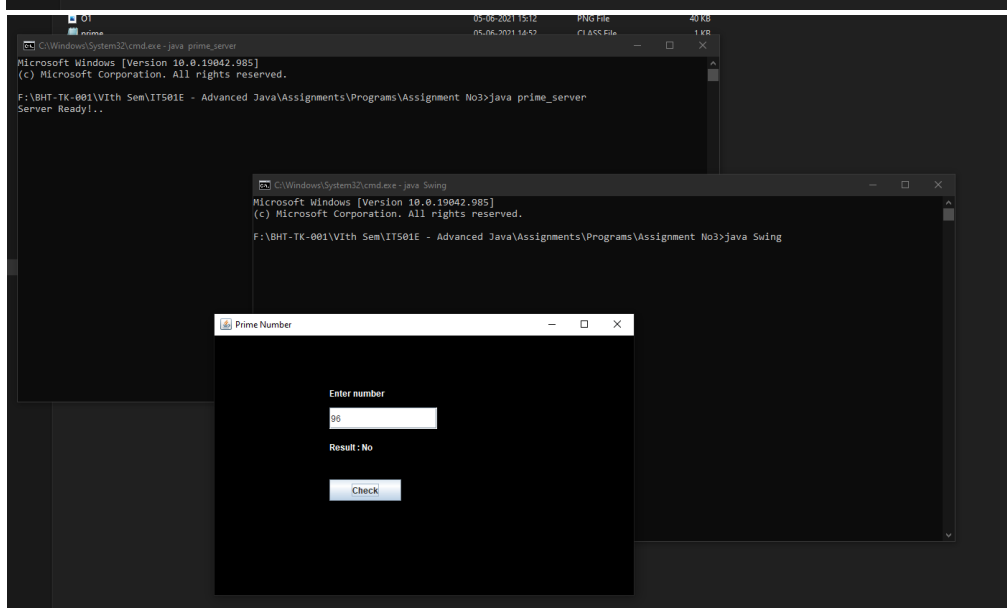 O1 05-06-2021 15:12 PNG File 40 KB
prime 05-06-2021 14:52 CLASS File 1 KB
C:\Windows\System32\cmd.exe - java prime_server
Microsoft Windows [Version 10.0.19042.985]
(c) Microsoft Corporation. All rights reserved.
F:\BHT-TK-001\VIth Sem\IT501E - Advanced Java\Assignments\Programs\Assignment No3>java prime_server
Server Ready!..
C:\Windows\System32\cmd.exe - java Swing
Microsoft Windows [Version 10.0.19042.985]
(c) Microsoft Corporation. All rights reserved.
F:\BHT-TK-001\VIth Sem\IT501E - Advanced Java\Assignments\Programs\Assignment No3>java Swing
Prime Number
Enter number
96
Result : No
Check